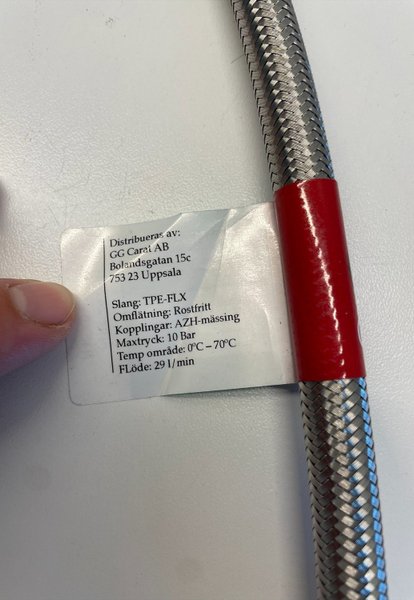 Distribueras av:
GG Carat AB
Bolandsgatan 15c
753 23 Uppsala
Slang: TPE-FLX
Omflätning: Rostfritt
Kopplingar: AZH-mässing
Maxtryck: 10 Bar
Temp område: 0°C – 70°C
FLöde: 29 l/min